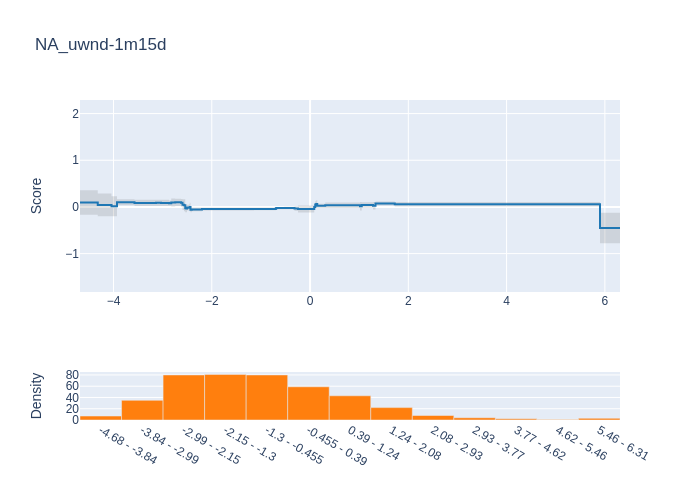 NA_uwnd-1m15d
Score
2
1
0
−1
−4
−2
0
2
4
6
Density
80
60
40
20
0
-4.68 - -3.84
-3.84 - -2.99
-2.99 - -2.15
-2.15 - -1.3
-1.3 - -0.455
-0.455 - 0.39
0.39 - 1.24
1.24 - 2.08
2.08 - 2.93
2.93 - 3.77
3.77 - 4.62
4.62 - 5.46
5.46 - 6.31